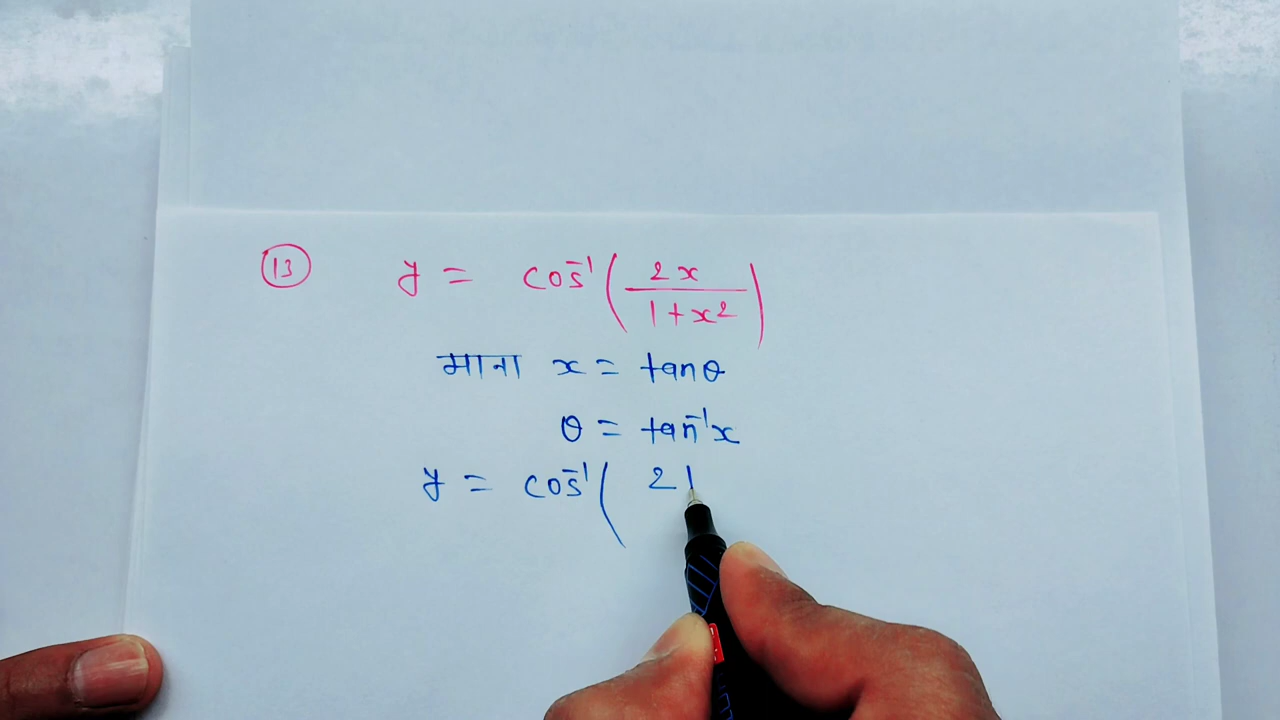 13 y = cos⁻¹(2x/1+x²)
माना x = tanθ
θ = tan⁻¹x
y = cos⁻¹( 2